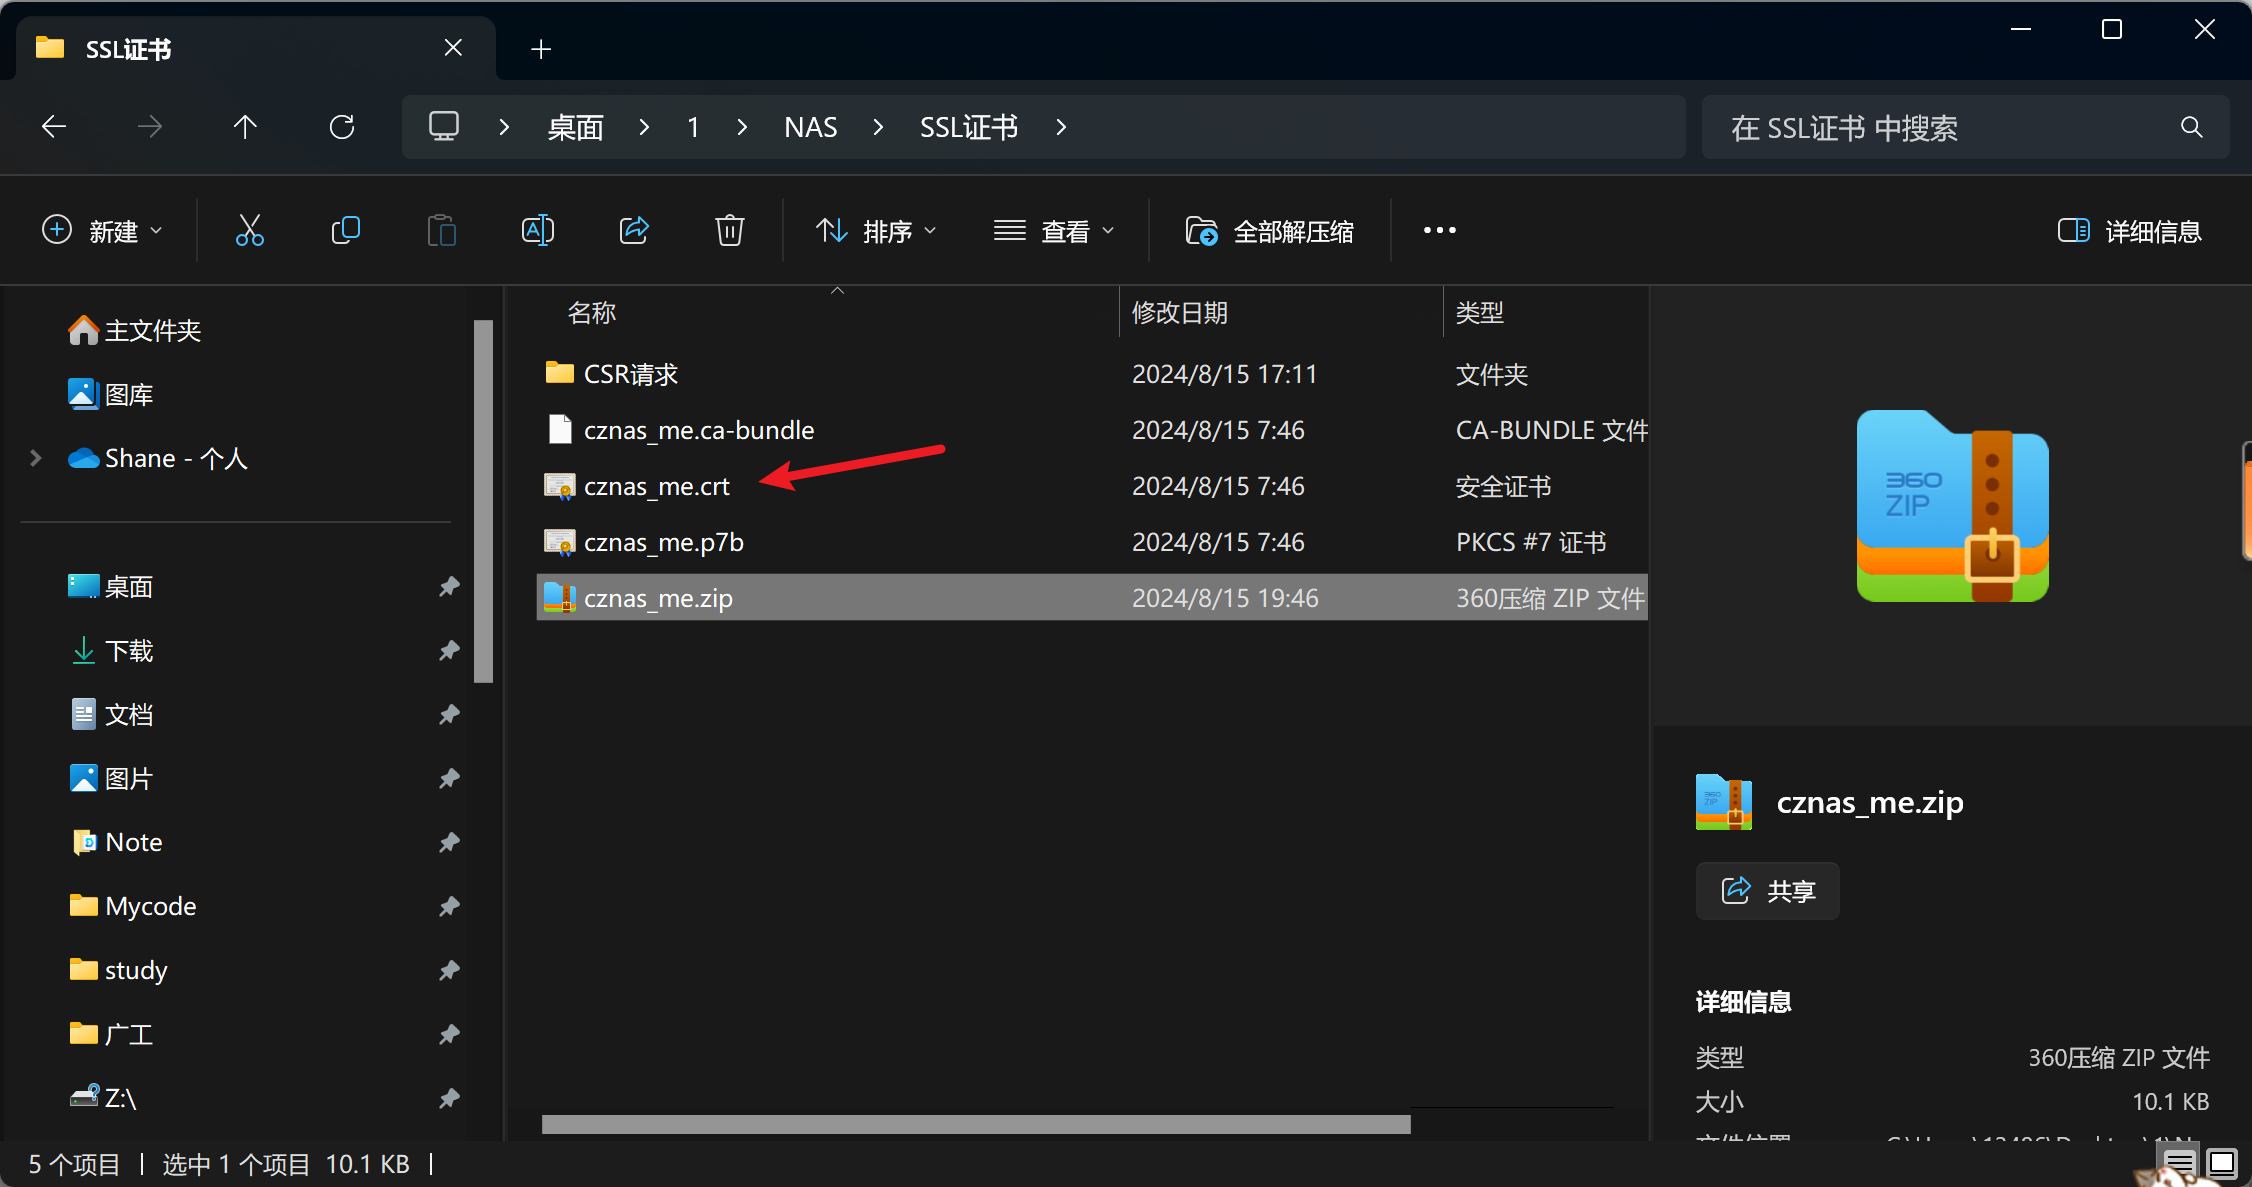 SSL证书
桌面 1 NAS SSL证书
在 SSL证书 中搜索
新建 排序 查看 全部解压缩 详细信息
主文件夹
图库
Shane - 个人
桌面
下载
文档
图片
Note
Mycode
study
广工
Z:\
名称 修改日期 类型
CSR请求 2024/8/15 17:11 文件夹
cznas_me.ca-bundle 2024/8/15 7:46 CA-BUNDLE 文件
cznas_me.crt 2024/8/15 7:46 安全证书
cznas_me.p7b 2024/8/15 7:46 PKCS #7 证书
cznas_me.zip 2024/8/15 19:46 360压缩 ZIP 文件
360
ZIP
cznas_me.zip
共享
详细信息
类型 360压缩 ZIP 文件
大小 10.1 KB
文件位置
5 个项目 选中 1 个项目 10.1 KB